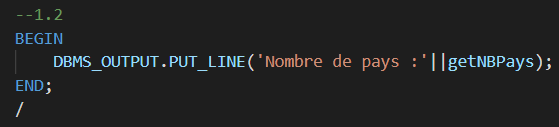 --1.2
BEGIN
    DBMS_OUTPUT.PUT_LINE('Nombre de pays :'||getNBPays);
END;
/